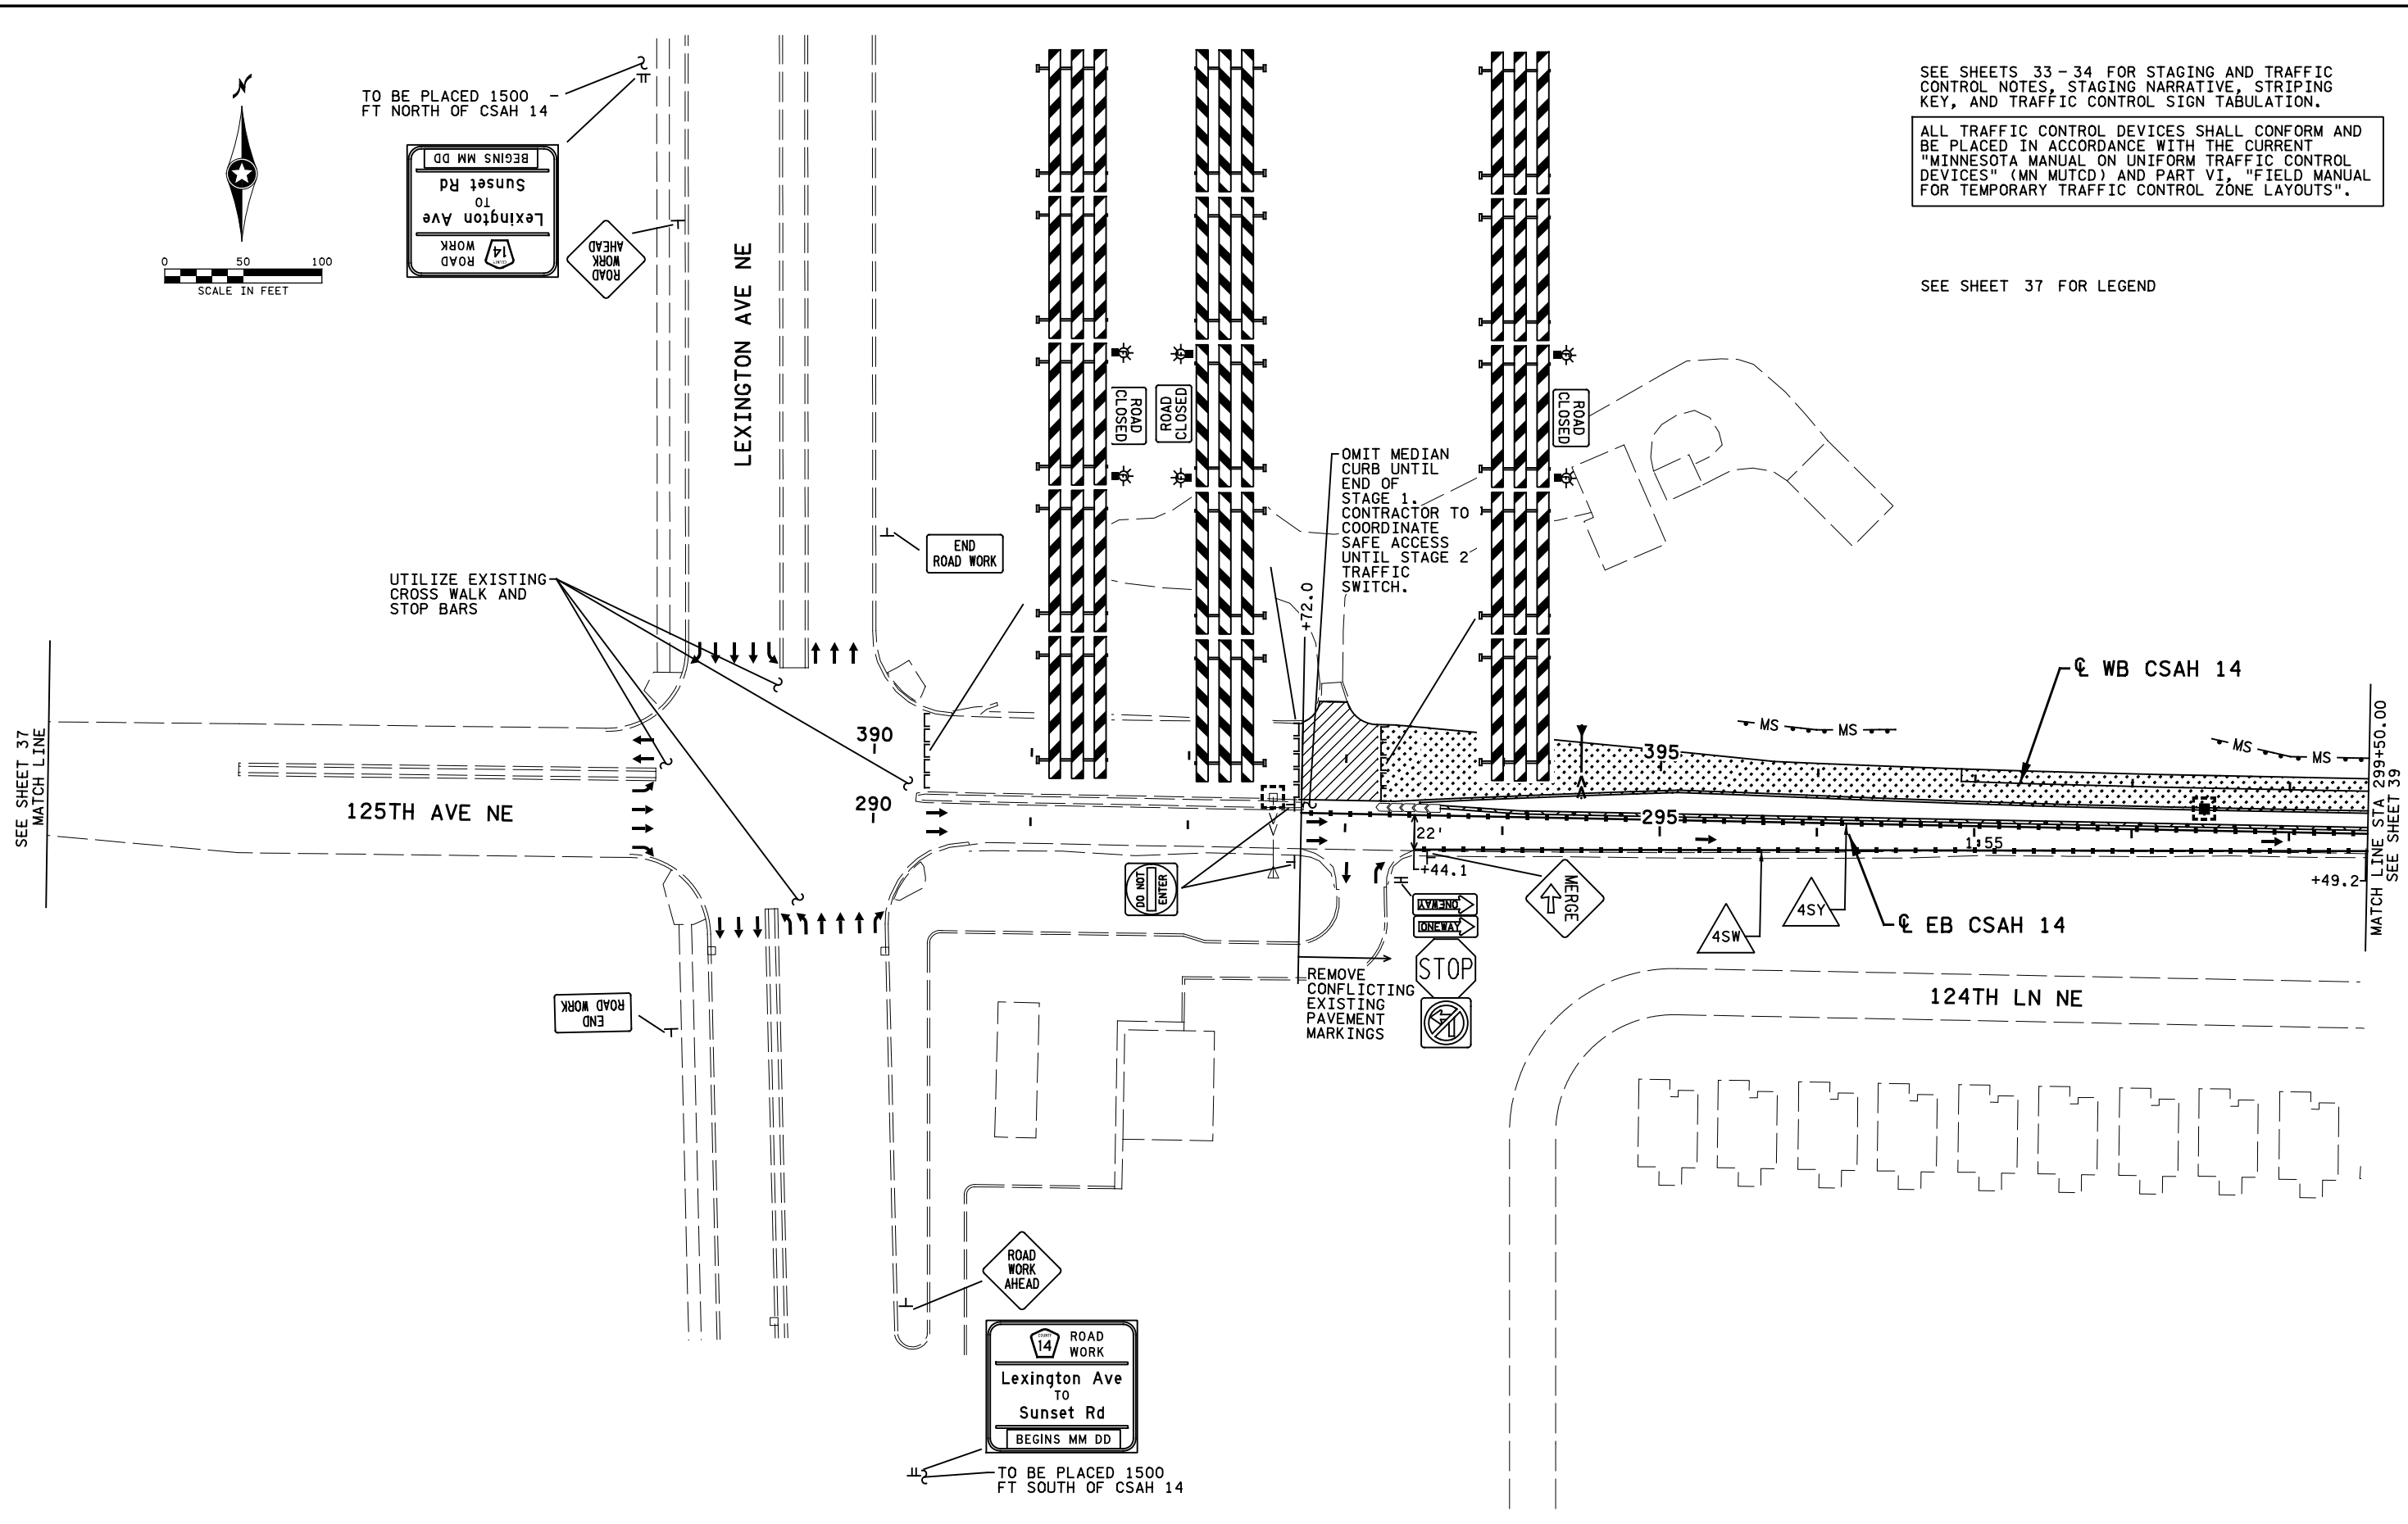 SEE SHEETS 33 - 34 FOR STAGING AND TRAFFIC
CONTROL NOTES, STAGING NARRATIVE, STRIPING
KEY, AND TRAFFIC CONTROL SIGN TABULATION.
ALL TRAFFIC CONTROL DEVICES SHALL CONFORM AND
BE PLACED IN ACCORDANCE WITH THE CURRENT
"MINNESOTA MANUAL ON UNIFORM TRAFFIC CONTROL
DEVICES" (MN MUTCD) AND PART VI, "FIELD MANUAL
FOR TEMPORARY TRAFFIC CONTROL ZONE LAYOUTS".
SEE SHEET 37 FOR LEGEND
N
0 50 100
SCALE IN FEET
TO BE PLACED 1500
FT NORTH OF CSAH 14
COUNTY
14
ROAD
WORK
Lexington Ave
TO
Sunset Rd
BEGINS MM DD
ROAD
WORK
AHEAD
LEXINGTON AVE NE
END
ROAD WORK
ROAD
CLOSED
ROAD
CLOSED
ROAD
CLOSED
OMIT MEDIAN
CURB UNTIL
END OF
STAGE 1.
CONTRACTOR TO
COORDINATE
SAFE ACCESS
UNTIL STAGE 2
TRAFFIC
SWITCH.
+72.0
UTILIZE EXISTING
CROSS WALK AND
STOP BARS
SEE SHEET 37
MATCH LINE
125TH AVE NE
390
290
395
295
℄ WB CSAH 14
MS
MS
MS
MS
MATCH LINE STA 299+50.00
SEE SHEET 39
22'
+44.1
1:55
+49.2
DO NOT
ENTER
ONEWAY
ONEWAY
STOP
MERGE
4SW
4SY
℄ EB CSAH 14
REMOVE
CONFLICTING
EXISTING
PAVEMENT
MARKINGS
124TH LN NE
END
ROAD WORK
ROAD
WORK
AHEAD
COUNTY
14
ROAD
WORK
Lexington Ave
TO
Sunset Rd
BEGINS MM DD
TO BE PLACED 1500
FT SOUTH OF CSAH 14